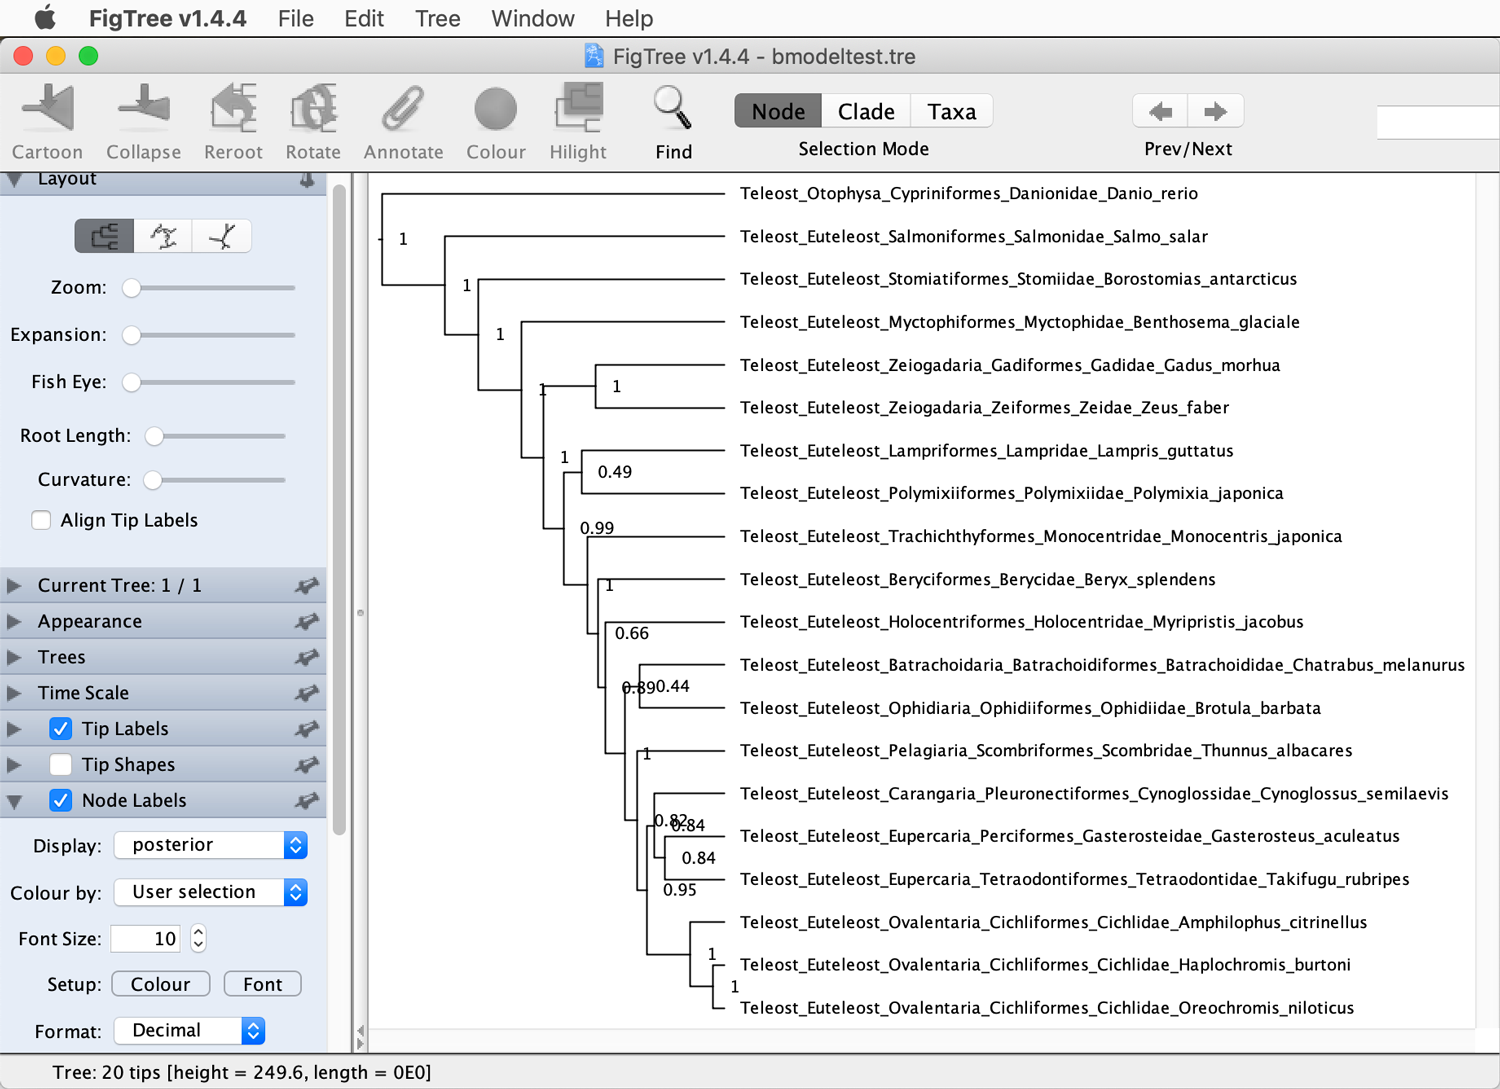 FigTree v1.4.4 File Edit Tree Window Help
FigTree v1.4.4 - bmodeltest.tre
Cartoon Collapse Reroot Rotate Annotate Colour Hilight Find
Node Clade Taxa
Selection Mode
Prev/Next
Layout
Zoom:
Expansion:
Fish Eye:
Root Length:
Curvature:
Align Tip Labels
Current Tree: 1 / 1
Appearance
Trees
Time Scale
Tip Labels
Tip Shapes
Node Labels
Display: posterior
Colour by: User selection
Font Size: 10
Setup: Colour Font
Format: Decimal
Teleost_Otophysa_Cypriniformes_Danionidae_Danio_rerio
1
Teleost_Euteleost_Salmoniformes_Salmonidae_Salmo_salar
1
Teleost_Euteleost_Stomiatiformes_Stomiidae_Borostomias_antarcticus
1
Teleost_Euteleost_Myctophiformes_Myctophidae_Benthosema_glaciale
Teleost_Euteleost_Zeiogadaria_Gadiformes_Gadidae_Gadus_morhua
1
1
Teleost_Euteleost_Zeiogadaria_Zeiformes_Zeidae_Zeus_faber
Teleost_Euteleost_Lampriformes_Lampridae_Lampris_guttatus
1
0.49
Teleost_Euteleost_Polymixiiformes_Polymixiidae_Polymixia_japonica
0.99
Teleost_Euteleost_Trachichthyformes_Monocentridae_Monocentris_japonica
Teleost_Euteleost_Beryciformes_Berycidae_Beryx_splendens
1
Teleost_Euteleost_Holocentriformes_Holocentridae_Myripristis_jacobus
0.66
Teleost_Euteleost_Batrachoidaria_Batrachoidiformes_Batrachoididae_Chatrabus_melanurus
0.89
0.44
Teleost_Euteleost_Ophidiaria_Ophidiiformes_Ophidiidae_Brotula_barbata
Teleost_Euteleost_Pelagiaria_Scombriformes_Scombridae_Thunnus_albacares
1
Teleost_Euteleost_Carangaria_Pleuronectiformes_Cynoglossidae_Cynoglossus_semilaevis
0.82
0.84
Teleost_Euteleost_Eupercaria_Perciformes_Gasterosteidae_Gasterosteus_aculeatus
0.84
Teleost_Euteleost_Eupercaria_Tetraodontiformes_Tetraodontidae_Takifugu_rubripes
0.95
Teleost_Euteleost_Ovalentaria_Cichliformes_Cichlidae_Amphilophus_citrinellus
1
Teleost_Euteleost_Ovalentaria_Cichliformes_Cichlidae_Haplochromis_burtoni
1
Teleost_Euteleost_Ovalentaria_Cichliformes_Cichlidae_Oreochromis_niloticus
Tree: 20 tips [height = 249.6, length = 0E0]